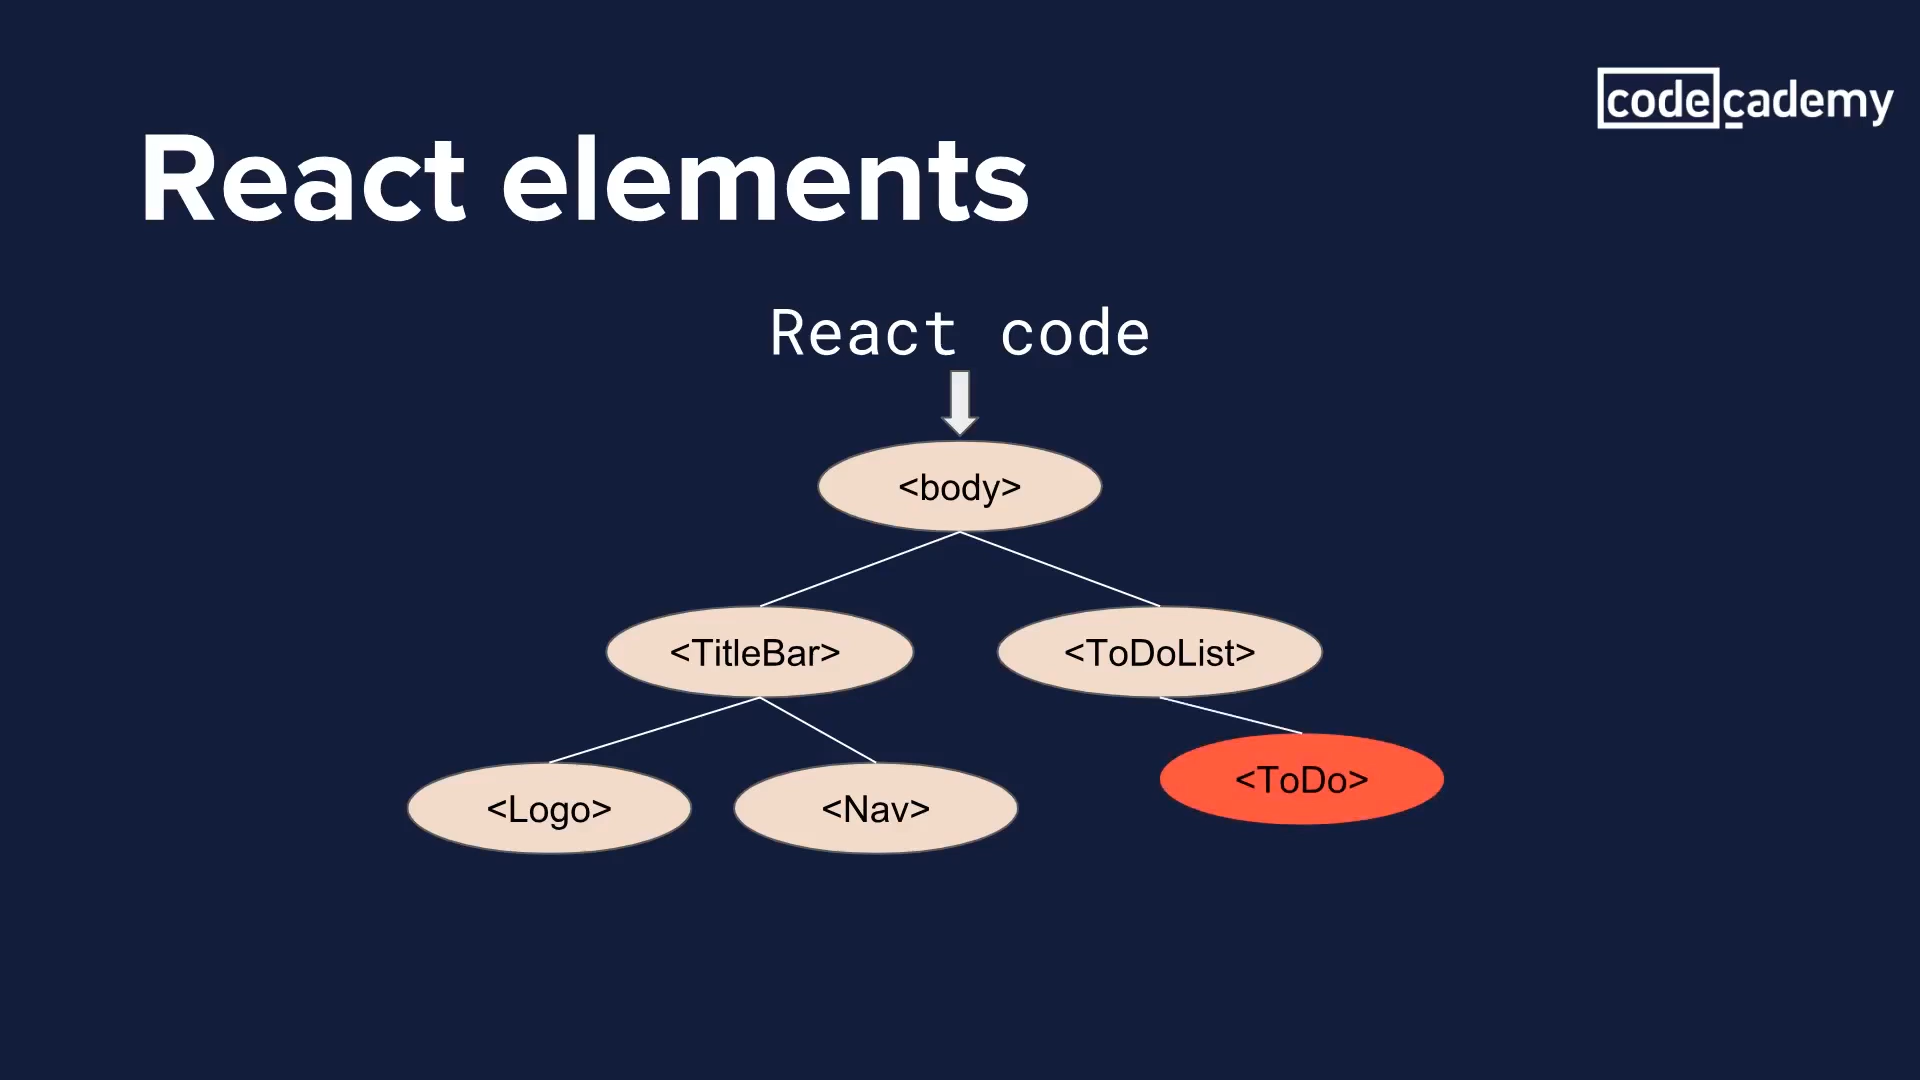 codecademy
React elements
React code
<body>
<TitleBar>
<ToDoList>
<ToDo>
<Logo>
<Nav>